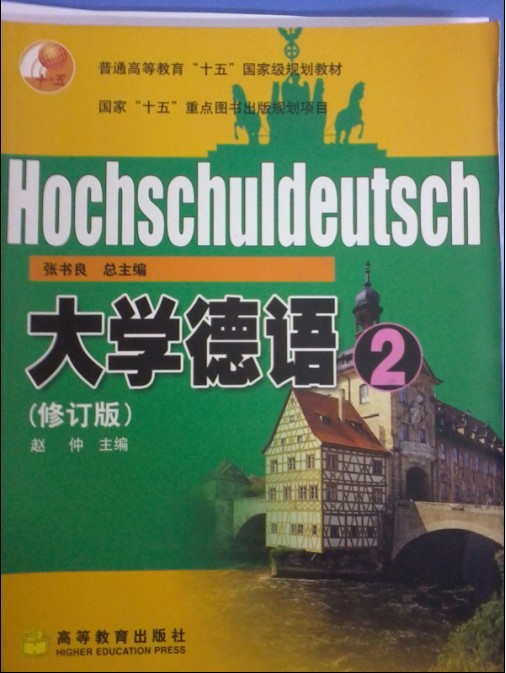 十·五
普通高等教育“十五”国家级规划教材
国家“十五”重点图书出版规划项目
Hochschuldeutsch
张书良 总主编
大学德语 2
(修订版)
赵 仲 主编
高等教育出版社
HIGHER EDUCATION PRESS